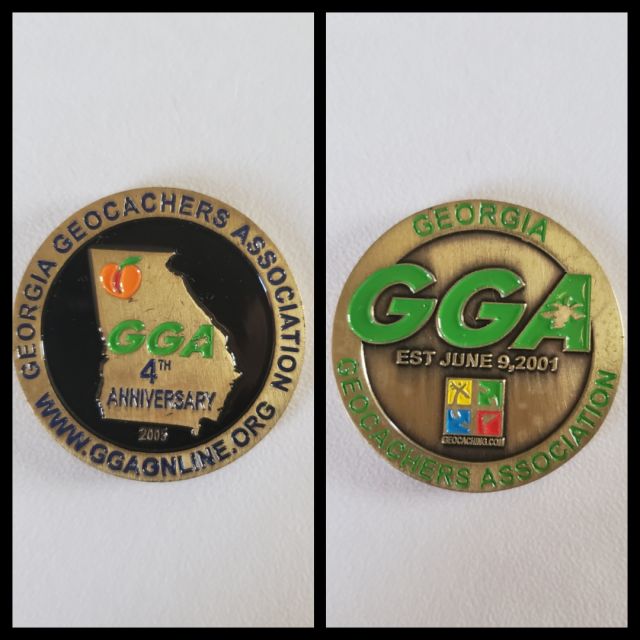 GEORGIA GEOCACHERS ASSOCIATION
GGA
4TH
ANNIVERSARY
2005
WWW.GGAONLINE.ORG
GEORGIA
GGA
EST JUNE 9,2001
GEOCACHING.COM
GEOCACHERS ASSOCIATION